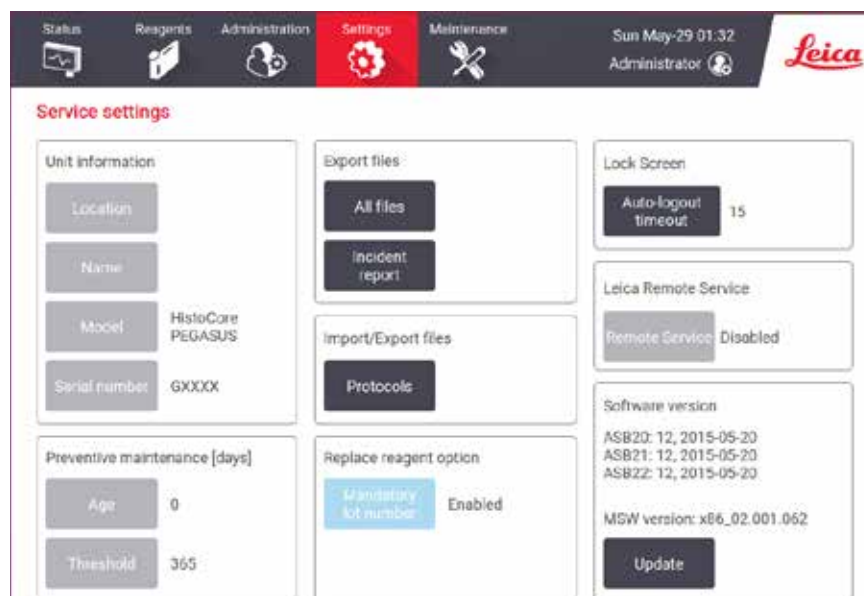 Status
Reagents
Administration
Settings
Maintenance
Sun May-29 01:32
Administrator
Leica
Service settings
Unit information
Location
Name
Model
HistoCore
PEGASUS
Serial number
GXXXX
Preventive maintenance [days]
Age
0
Threshold
365
Export files
All files
Incident
report
Import/Export files
Protocols
Replace reagent option
Mandatory
lot number
Enabled
Lock Screen
Auto-logout
timeout
15
Leica Remote Service
Remote Service
Disabled
Software version
ASB20: 12, 2015-05-20
ASB21: 12, 2015-05-20
ASB22: 12, 2015-05-20
MSW version: x86_02.001.062
Update